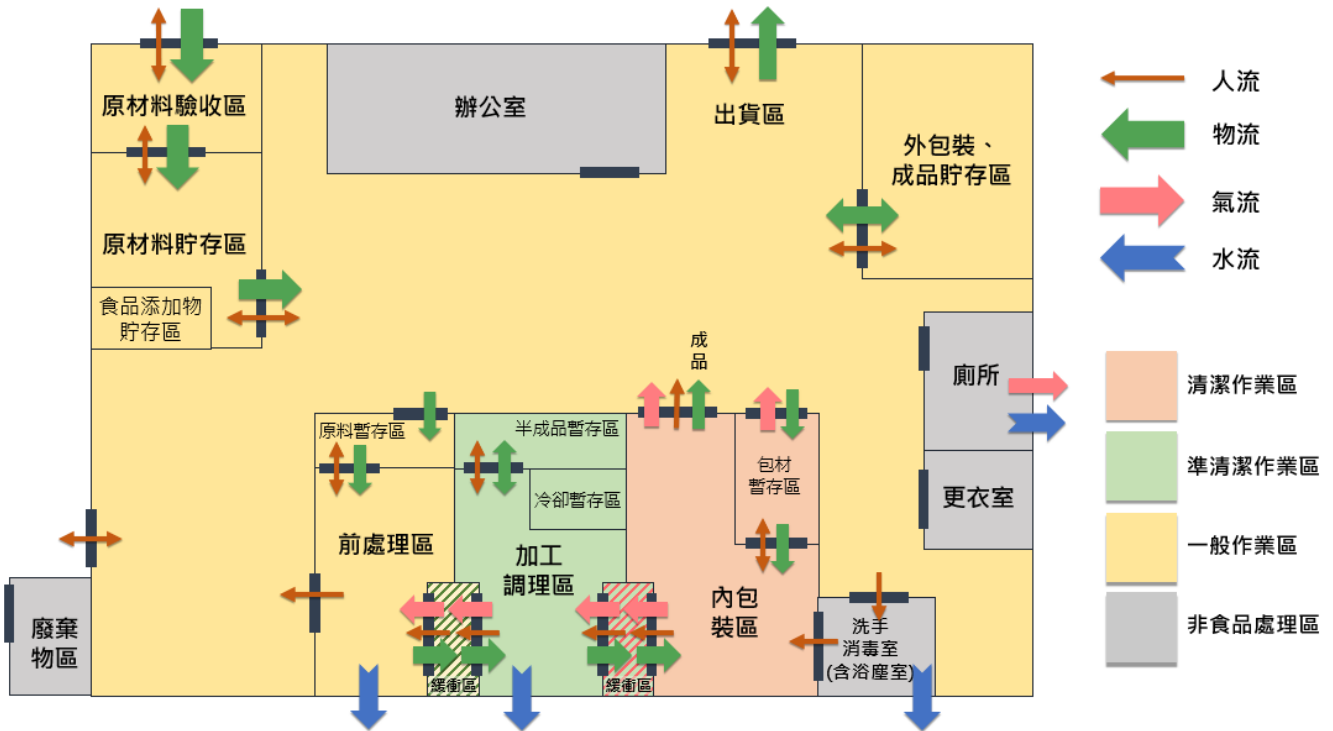 原材料驗收區
辦公室
出貨區
外包裝、
成品貯存區
原材料貯存區
食品添加物
貯存區
成
品
廁所
更衣室
原料暫存區
半成品暫存區
冷卻暫存區
包材
暫存區
前處理區
加工
調理區
內包
裝區
洗手
消毒室
(含浴塵室)
緩衝區
緩衝區
廢棄
物區
人流
物流
氣流
水流
清潔作業區
準清潔作業區
一般作業區
非食品處理區